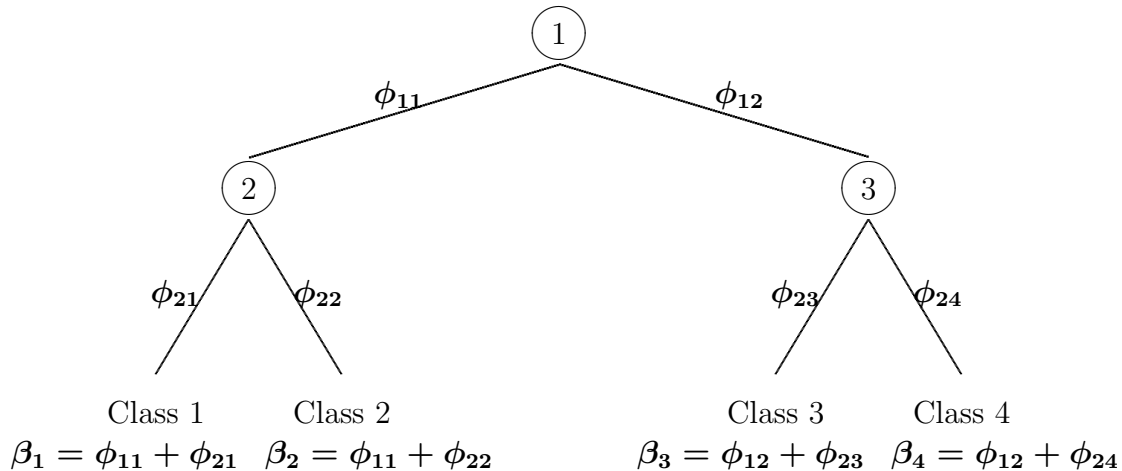 1
ϕ₁₁ ϕ₁₂
2 3
ϕ₂₁ ϕ₂₂ ϕ₂₃ ϕ₂₄
Class 1 Class 2 Class 3 Class 4
β₁ = ϕ₁₁ + ϕ₂₁ β₂ = ϕ₁₁ + ϕ₂₂ β₃ = ϕ₁₂ + ϕ₂₃ β₄ = ϕ₁₂ + ϕ₂₄